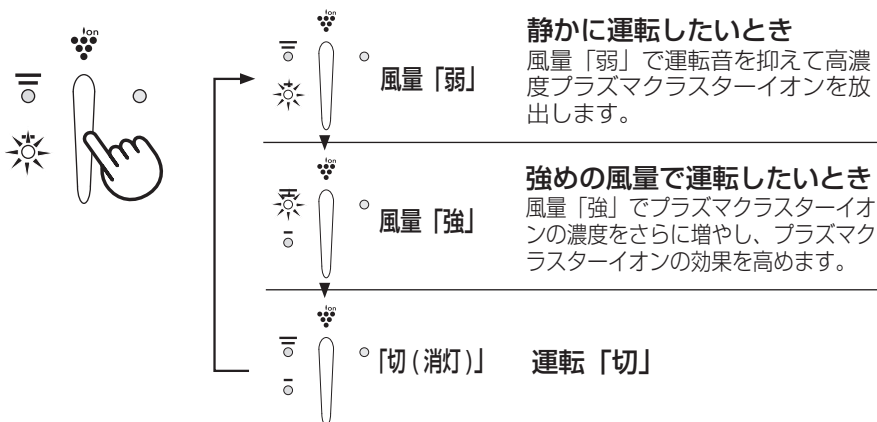 ion
ion
静かに運転したいとき
風量「弱」
風量「弱」で運転音を抑えて高濃
度プラズマクラスターイオンを放
出します。
ion
強めの風量で運転したいとき
風量「強」
風量「強」でプラズマクラスターイオ
ンの濃度をさらに増やし、プラズマク
ラスターイオンの効果を高めます。
ion
「切(消灯)」
運転「切」